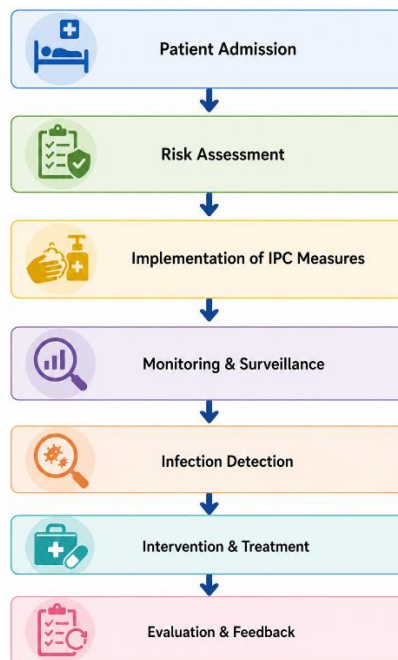 Patient Admission
Risk Assessment
Implementation of IPC Measures
Monitoring & Surveillance
Infection Detection
Intervention & Treatment
Evaluation & Feedback